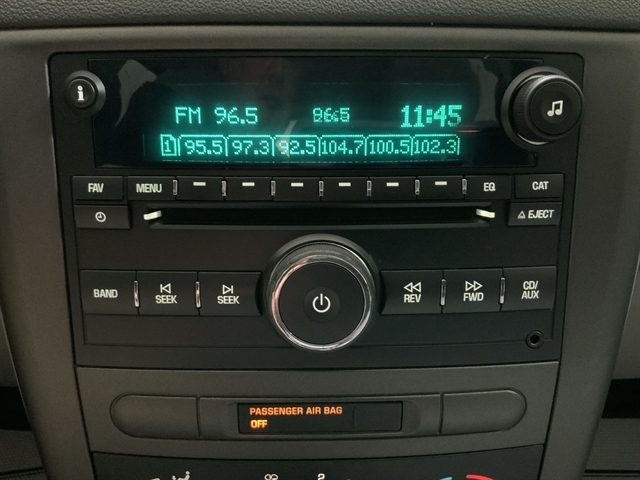 FM 96.5 86:5 11:45
1 95.5 97.3 92.5 104.7 100.5 102.3
FAV MENU EQ CAT
EJECT
BAND SEEK SEEK REV FWD CD/AUX
PASSENGER AIR BAG
OFF